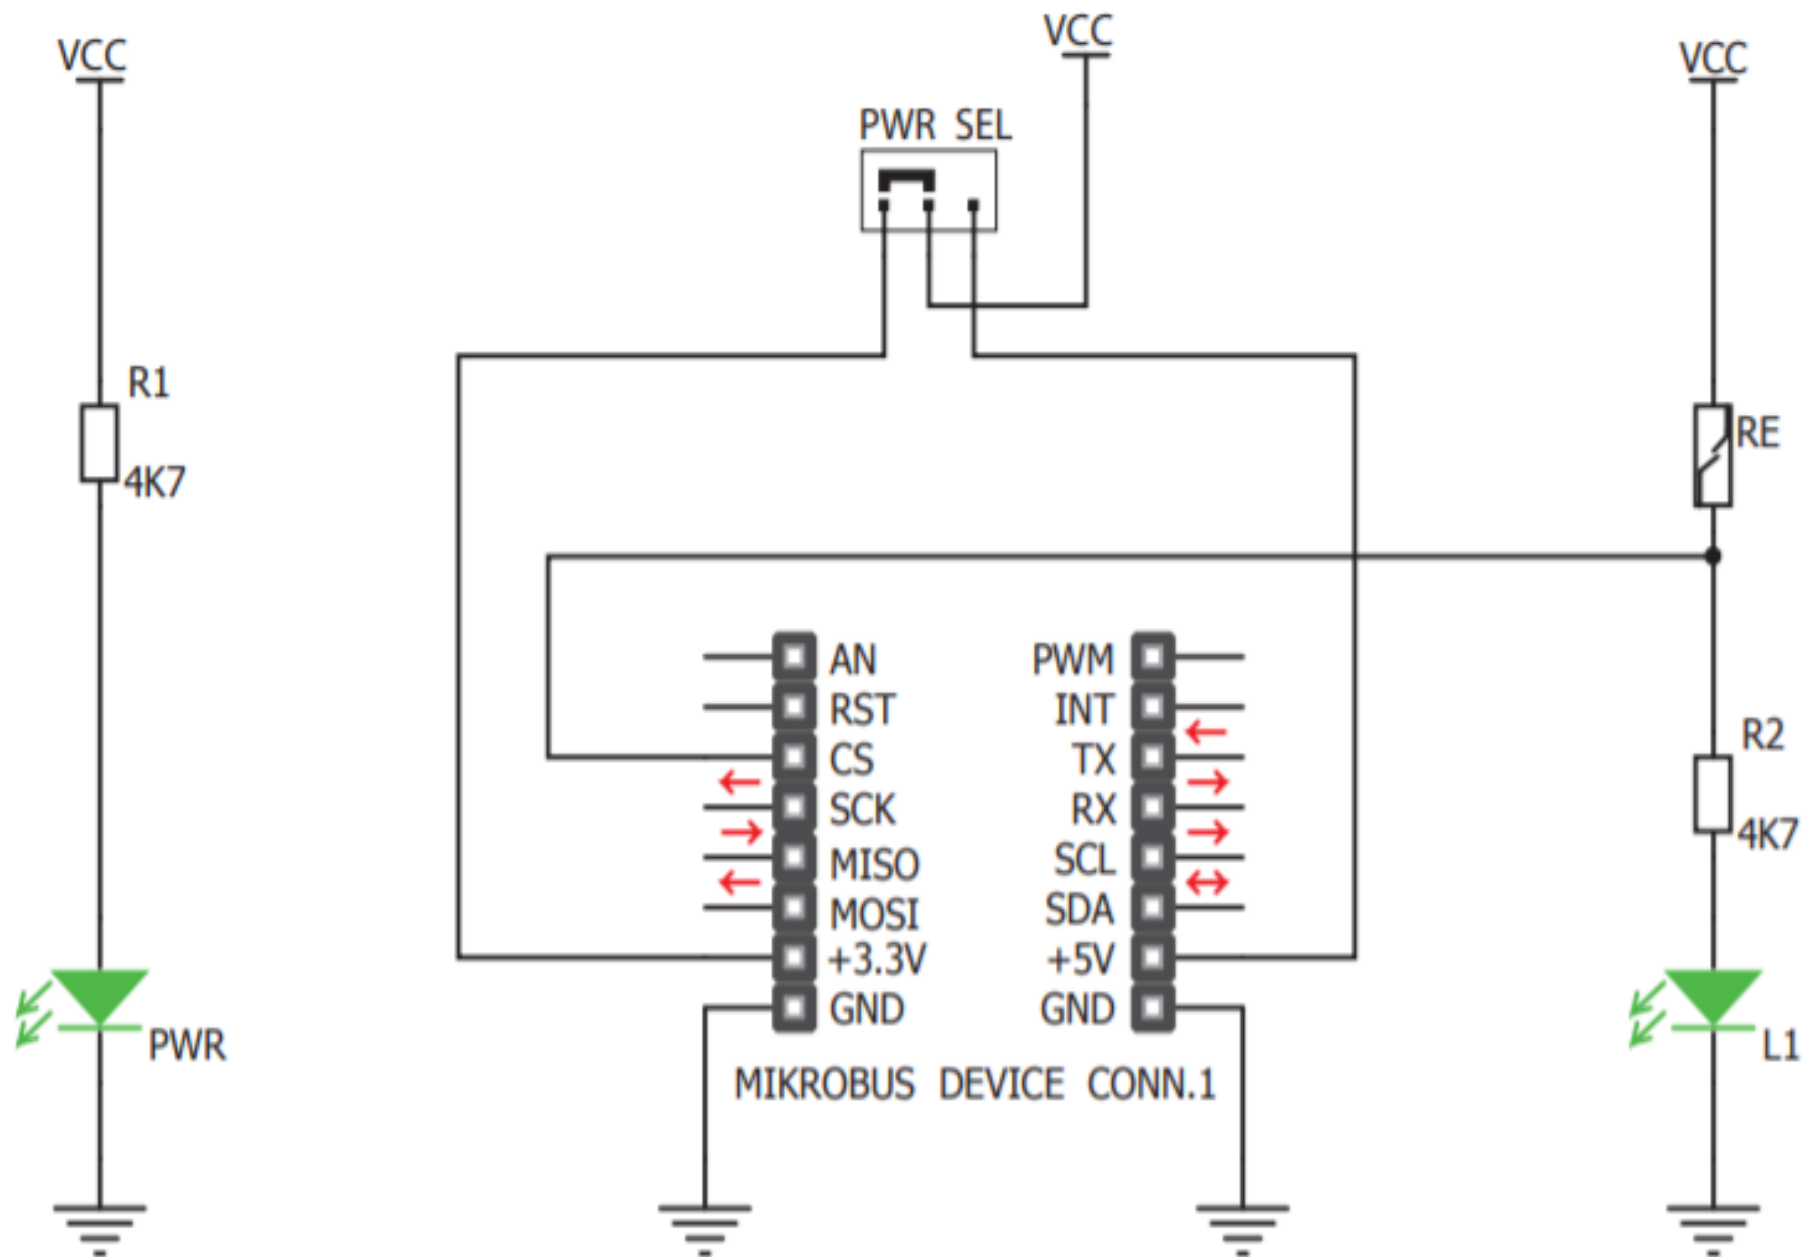 VCC
VCC
VCC
PWR SEL
R1
4K7
RE
AN
RST
CS
SCK
MISO
MOSI
+3.3V
GND
PWM
INT
TX
RX
SCL
SDA
+5V
GND
R2
4K7
PWR
L1
MIKROBUS DEVICE CONN.1